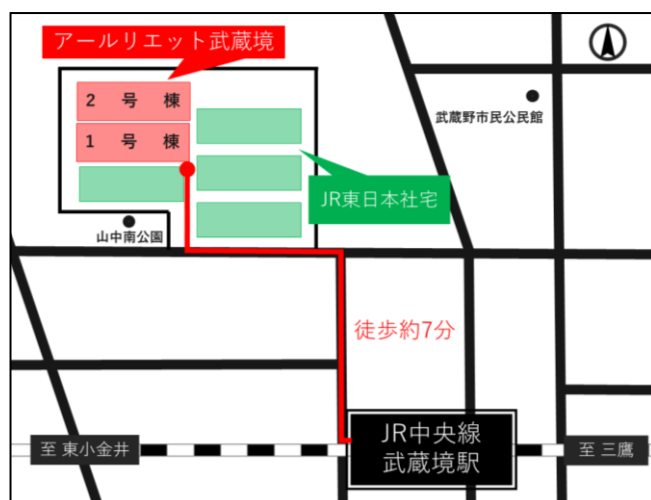 アールリエット武蔵境
2号棟
1号棟
武蔵野市民公民館
JR東日本社宅
山中南公園
徒歩約7分
JR中央線
武蔵境駅
至 東小金井
至 三鷹